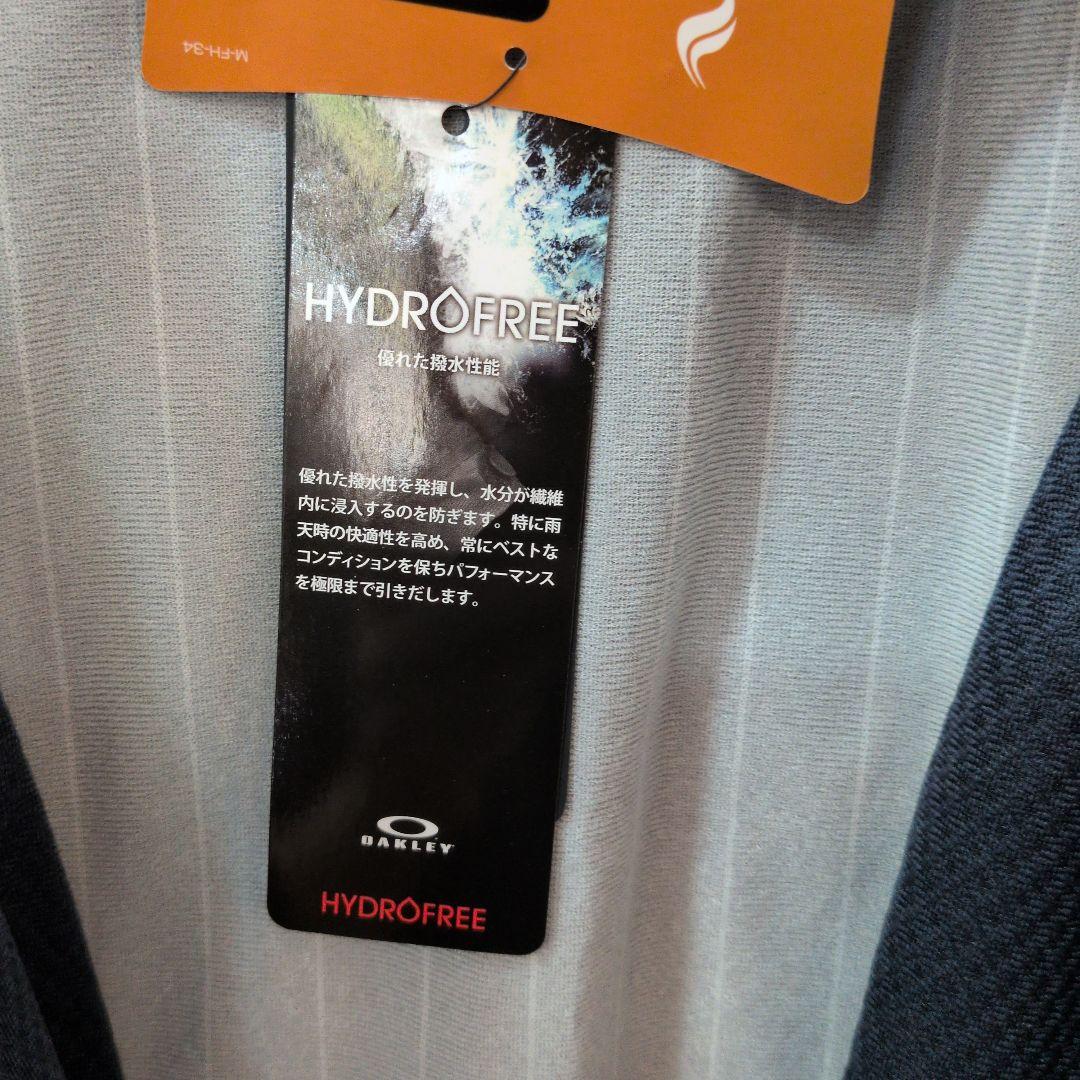 M-FH-34
HYDROFREE
優れた撥水性能
優れた撥水性を発揮し、水分が繊維
内に浸入するのを防ぎます。特に雨
天時の快適性を高め、常にベストな
コンディションを保ちパフォーマンス
を極限まで引きだします。
OAKLEY
HYDROFREE